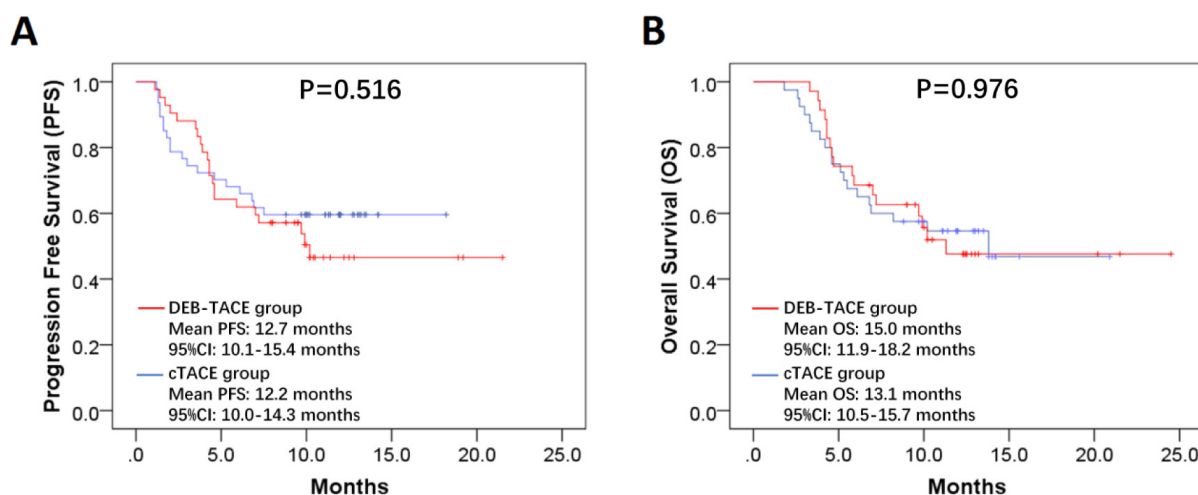 A
P=0.516
Progression Free Survival (PFS)
1.0
0.8
0.6
0.4
0.2
0.0
DEB-TACE group
Mean PFS: 12.7 months
95%CI: 10.1-15.4 months
cTACE group
Mean PFS: 12.2 months
95%CI: 10.0-14.3 months
.0 5.0 10.0 15.0 20.0 25.0
Months
B
P=0.976
Overall Survival (OS)
1.0
0.8
0.6
0.4
0.2
0.0
DEB-TACE group
Mean OS: 15.0 months
95%CI: 11.9-18.2 months
cTACE group
Mean OS: 13.1 months
95%CI: 10.5-15.7 months
.0 5.0 10.0 15.0 20.0 25.0
Months